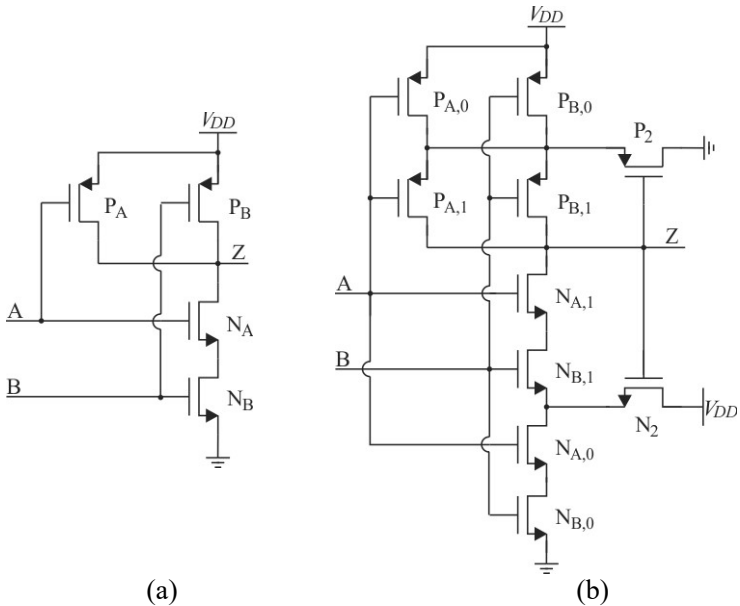 VDD
PA
PB
Z
A
NA
B
NB
(a)
VDD
PA,0
PB,0
P2
PA,1
PB,1
Z
A
NA,1
B
NB,1
VDD
N2
NA,0
NB,0
(b)